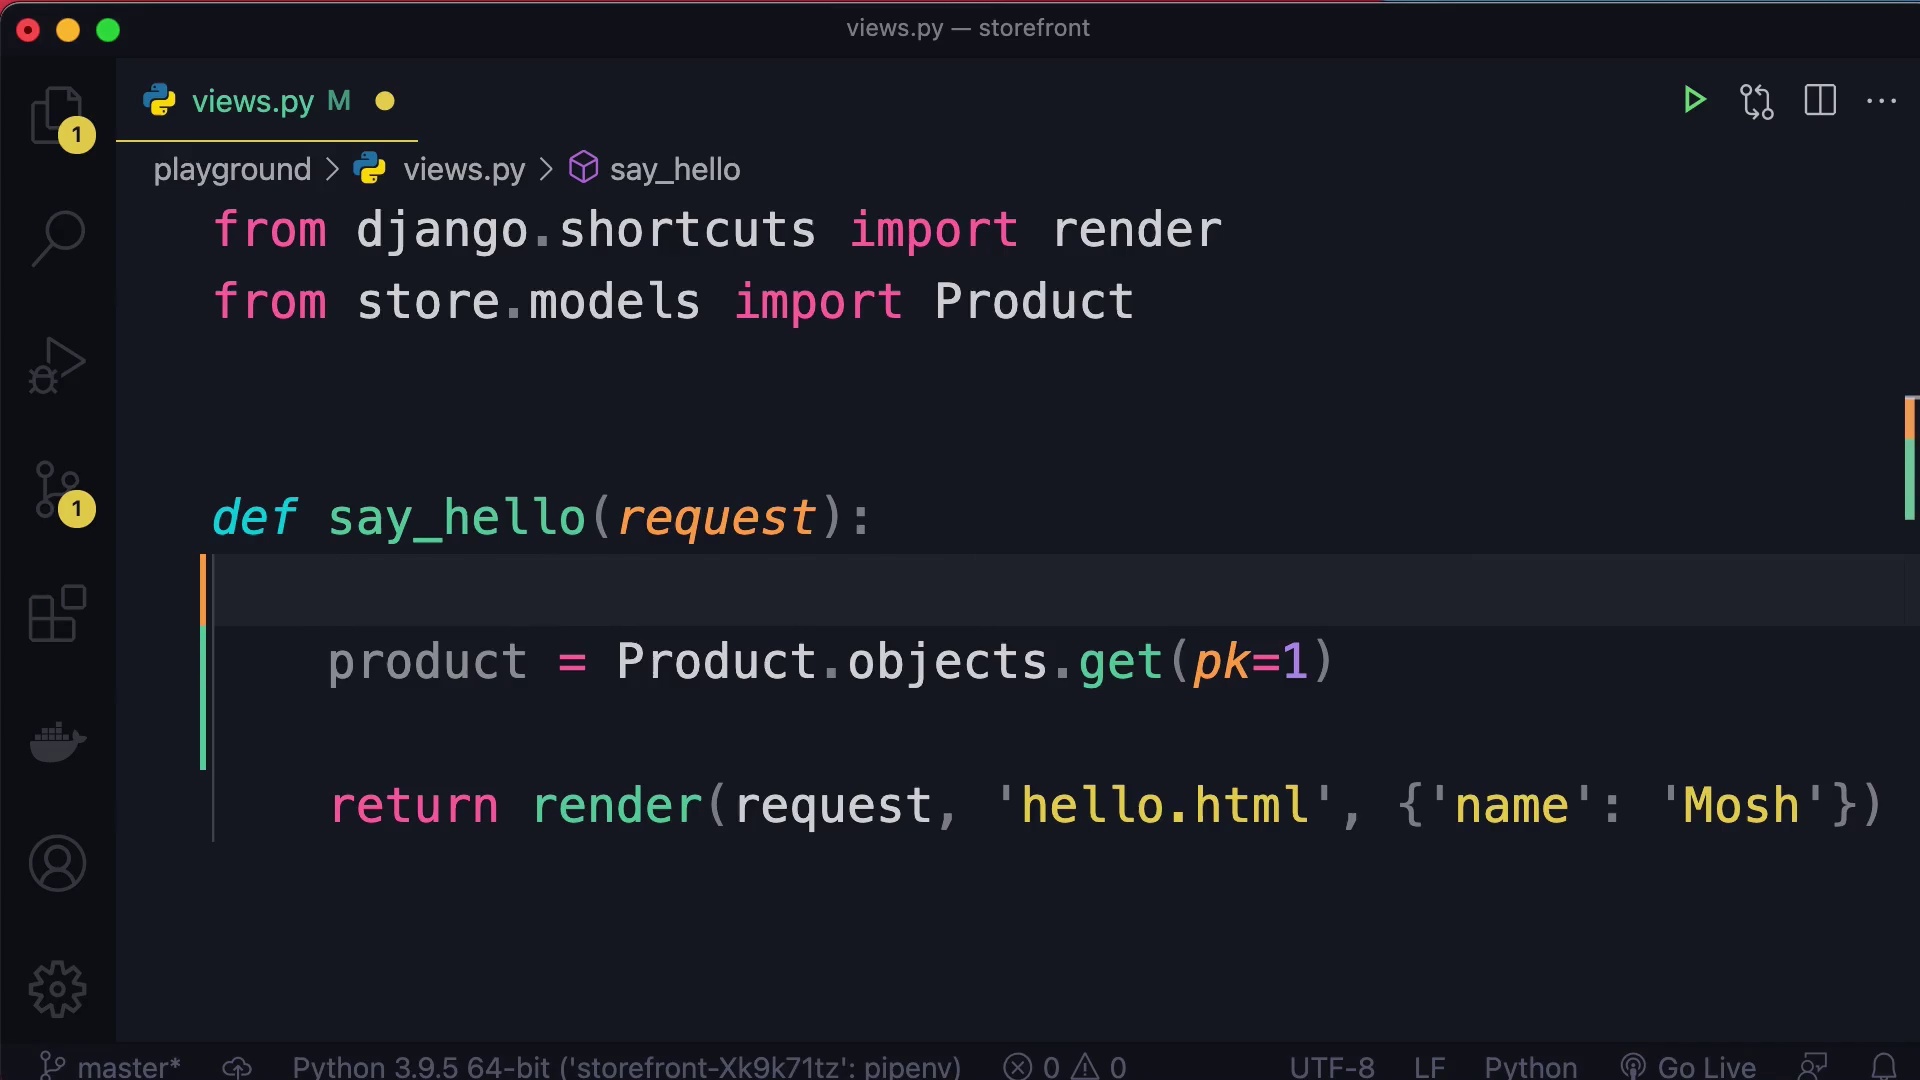 views.py — storefront
views.py M
playground > views.py > say_hello
from django.shortcuts import render
from store.models import Product
def say_hello(request):
product = Product.objects.get(pk=1)
return render(request, 'hello.html', {'name': 'Mosh'})
1
1
master* Python 3.9.5 64-bit ('storefront-Xk9k71tz': pipenv) 0 0 UTF-8 LF Python Go Live